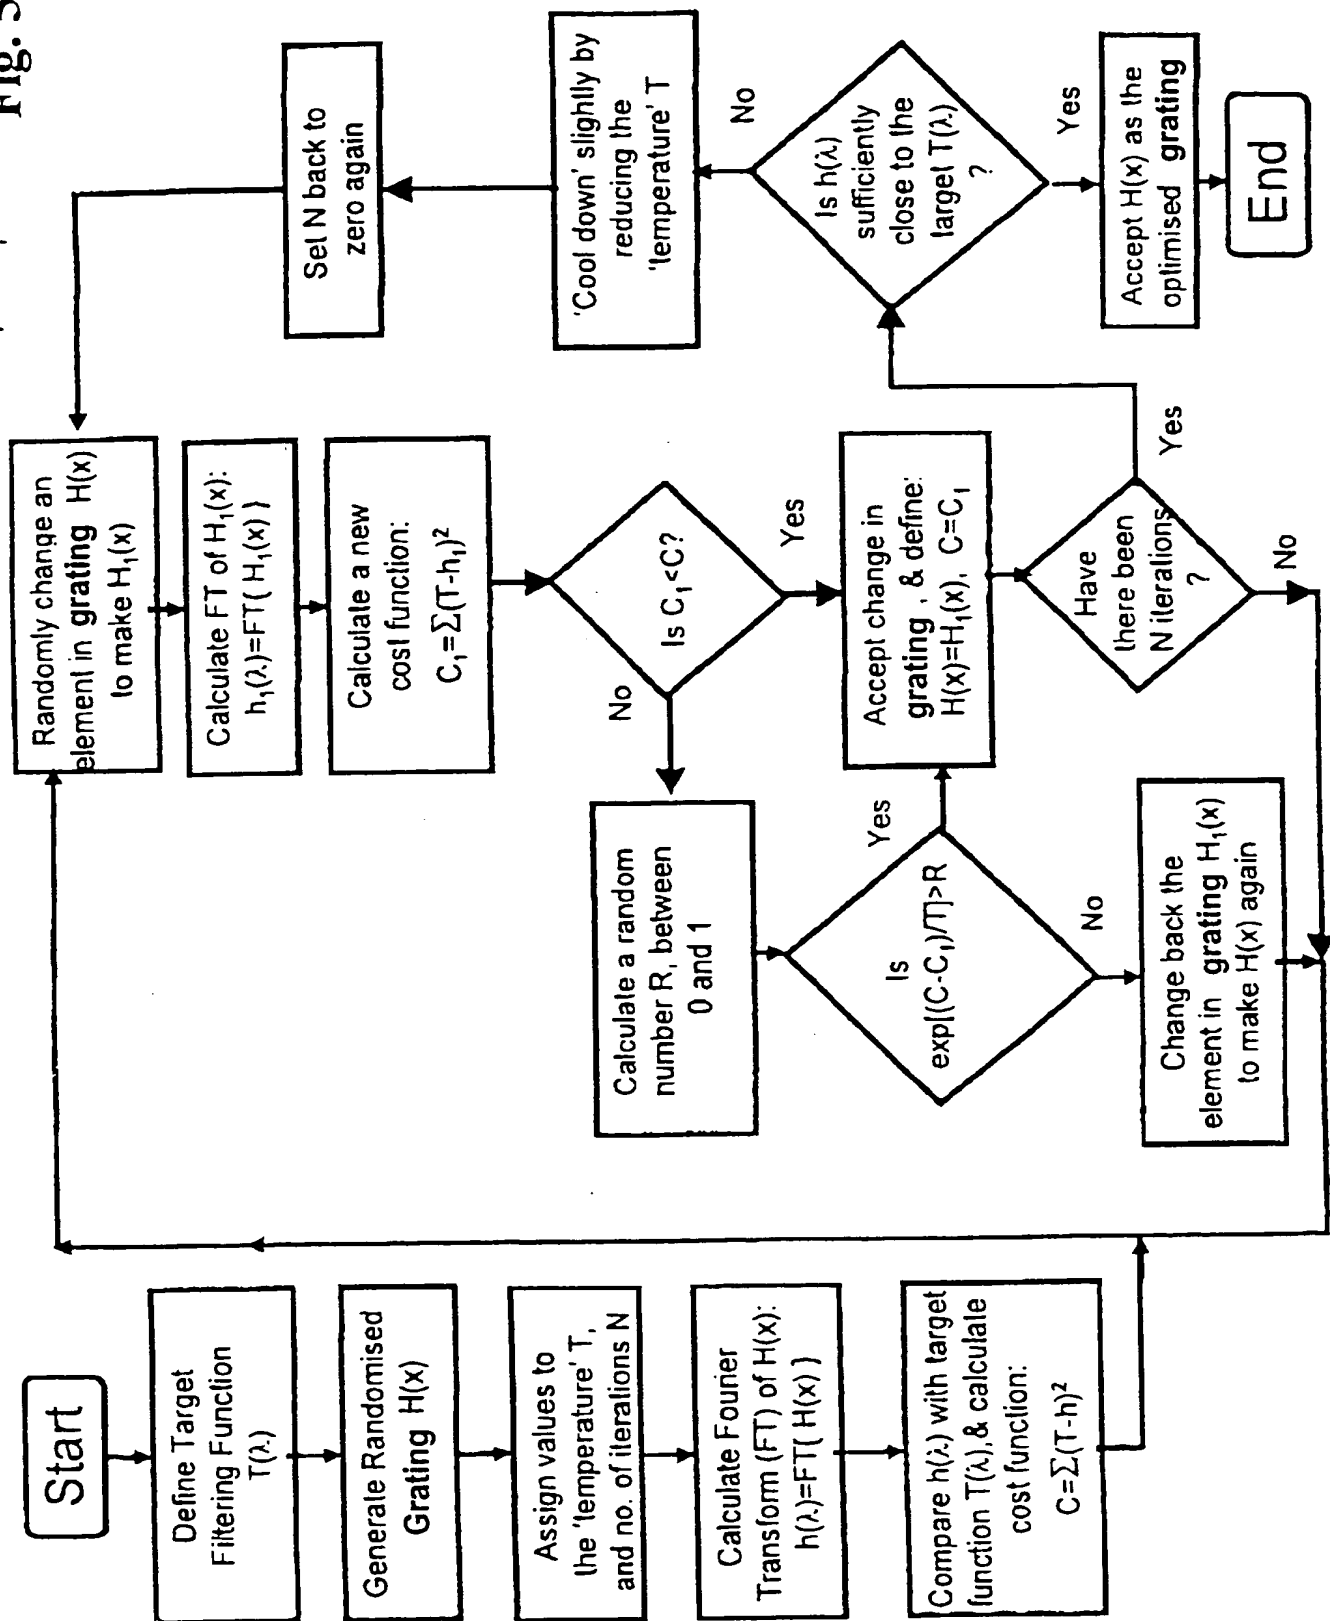 Fig. 5
Start
Define Target
Filtering Function
T(λ)
Generate Randomised
Grating H(x)
Assign values to
the 'temperature' T,
and no. of iterations N
Calculate Fourier
Transform (FT) of H(x):
h(λ)=FT{ H(x) }
Compare h(λ) with target
function T(λ),& calculate
cost function:
C=Σ(T-h)²
Randomly change an
element in grating H(x)
to make H₁(x)
Calculate FT of H₁(x):
h₁(λ)=FT{ H₁(x) }
Calculate a new
cost function:
C₁=Σ(T-h₁)²
Is C₁<C?
No
Yes
Calculate a random
number R, between
0 and 1
Is
exp[(C-C₁)/T]>R
Yes
No
Change back the
element in grating H₁(x)
to make H(x) again
Accept change in
grating , & define:
H(x)=H₁(x), C=C₁
Have
there been
N iterations
?
Yes
No
Is h(λ)
sufficiently
close to the
target T(λ)
?
No
Yes
'Cool down' slightly by
reducing the
'temperature' T
Set N back to
zero again
Accept H(x) as the
optimised grating
End